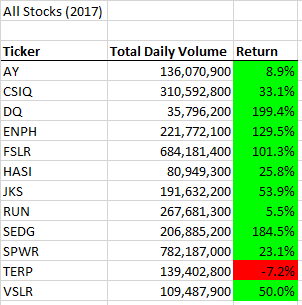 All Stocks (2017)
Ticker Total Daily Volume Return
AY 136,070,900 8.9%
CSIQ 310,592,800 33.1%
DQ 35,796,200 199.4%
ENPH 221,772,100 129.5%
FSLR 684,181,400 101.3%
HASI 80,949,300 25.8%
JKS 191,632,200 53.9%
RUN 267,681,300 5.5%
SEDG 206,885,200 184.5%
SPWR 782,187,000 23.1%
TERP 139,402,800 -7.2%
VSLR 109,487,900 50.0%